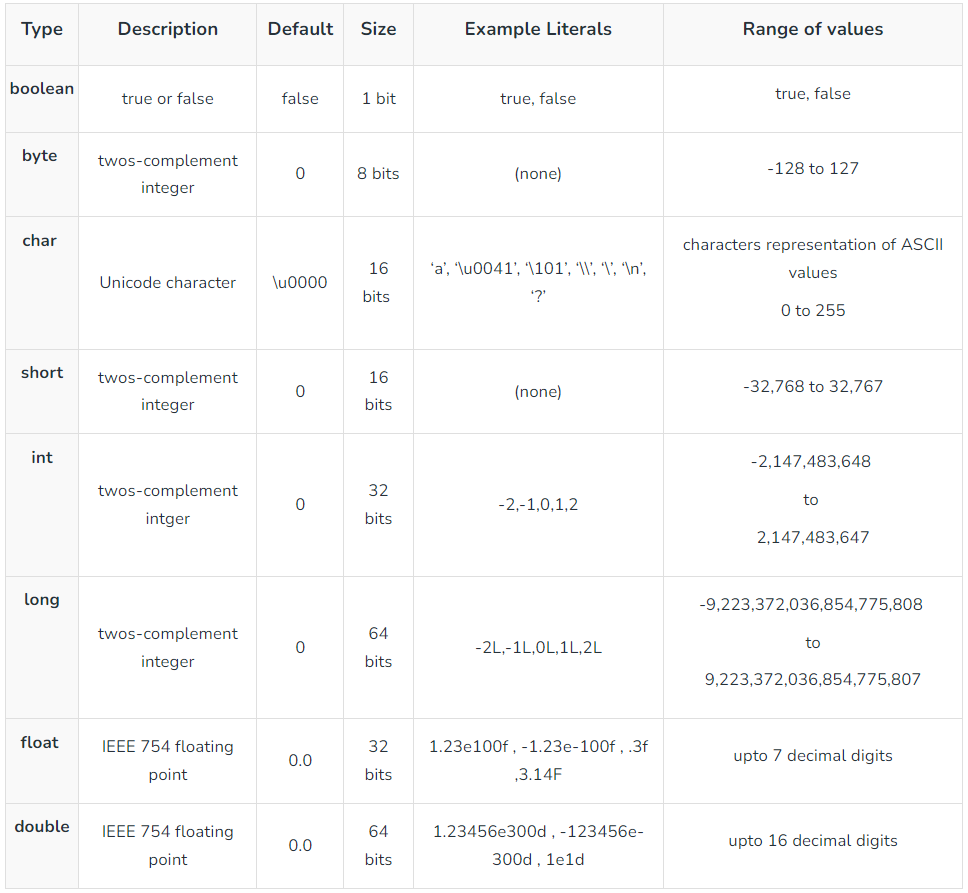 Type Description Default Size Example Literals Range of values
boolean true or false false 1 bit true, false true, false
byte twos-complement
integer 0 8 bits (none) -128 to 127
char Unicode character \u0000 16
bits ‘a’, ‘\u0041’, ‘\101’, ‘\\’, ‘\’, ‘\n’,
‘?’ characters representation of ASCII
values
0 to 255
short twos-complement
integer 0 16
bits (none) -32,768 to 32,767
int twos-complement
intger 0 32
bits -2,-1,0,1,2 -2,147,483,648
to
2,147,483,647
long twos-complement
integer 0 64
bits -2L,-1L,0L,1L,2L -9,223,372,036,854,775,808
to
9,223,372,036,854,775,807
float IEEE 754 floating
point 0.0 32
bits 1.23e100f , -1.23e-100f , .3f
,3.14F upto 7 decimal digits
double IEEE 754 floating
point 0.0 64
bits 1.23456e300d , -123456e-
300d , 1e1d upto 16 decimal digits